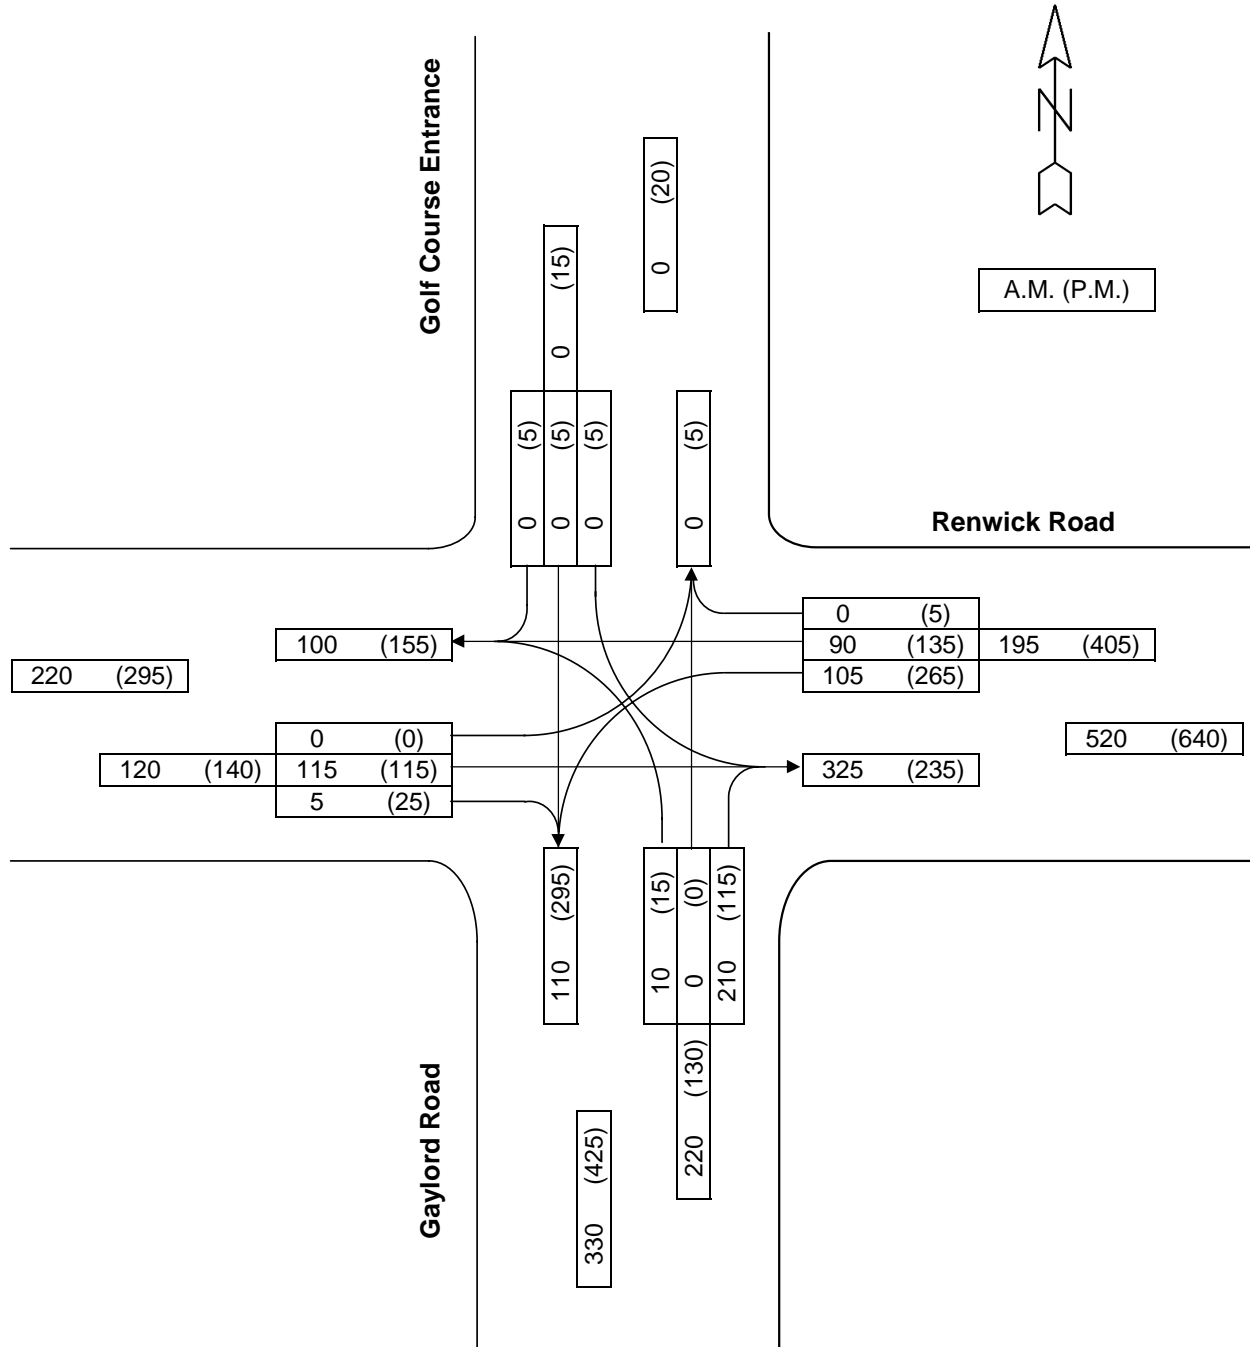 Golf Course Entrance
0 (20)
0 (15)
A.M. (P.M.)
N
0 (5)
0 (5)
0 (5)
0 (5)
Renwick Road
0 (5)
90 (135) 195 (405)
105 (265)
100 (155)
220 (295)
0 (0)
120 (140) 115 (115)
5 (25)
520 (640)
325 (235)
110 (295)
10 (15)
0 (0)
210 (115)
220 (130)
330 (425)
Gaylord Road